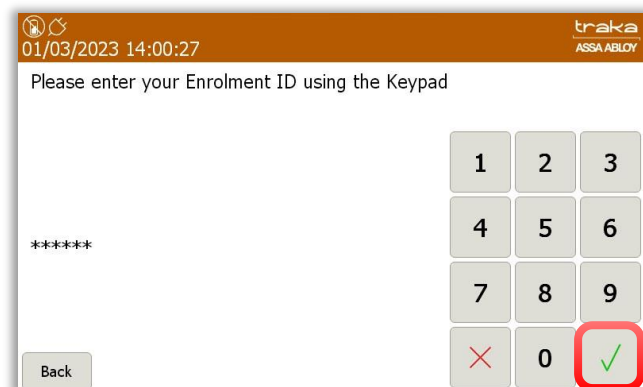 traka
01/03/2023 14:00:27
ASSA ABLOY
Please enter your Enrolment ID using the Keypad
1 2 3
4 5 6
******
7 8 9
0
Back